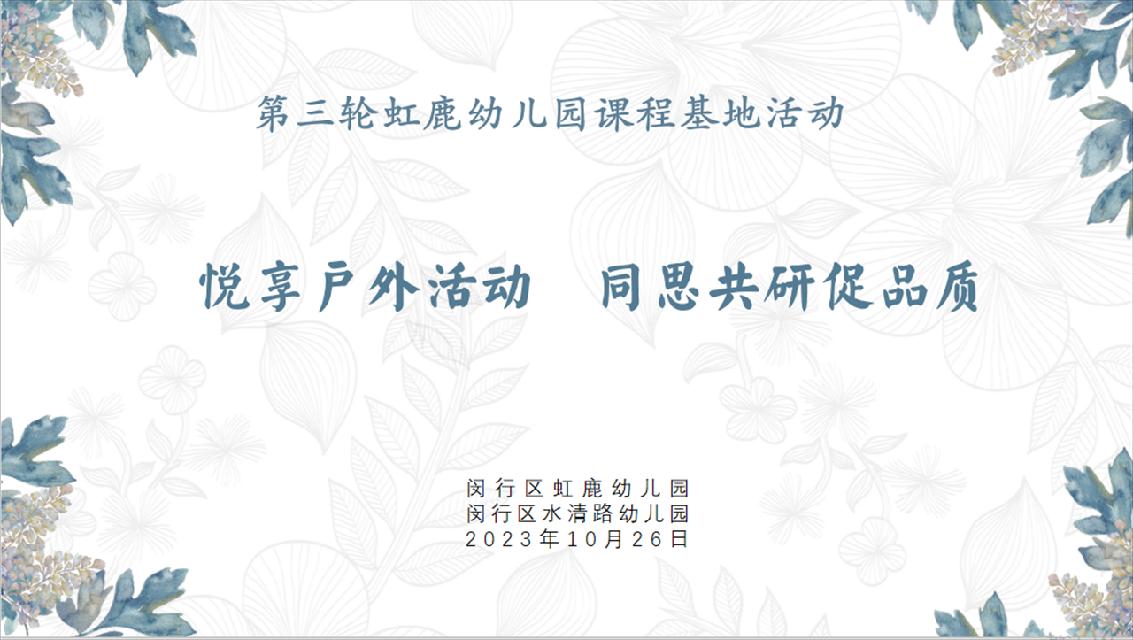 第三轮虹鹿幼儿园课程基地活动
悦享户外活动 同思共研促品质
闵行区虹鹿幼儿园
闵行区水清路幼儿园
2023年10月26日